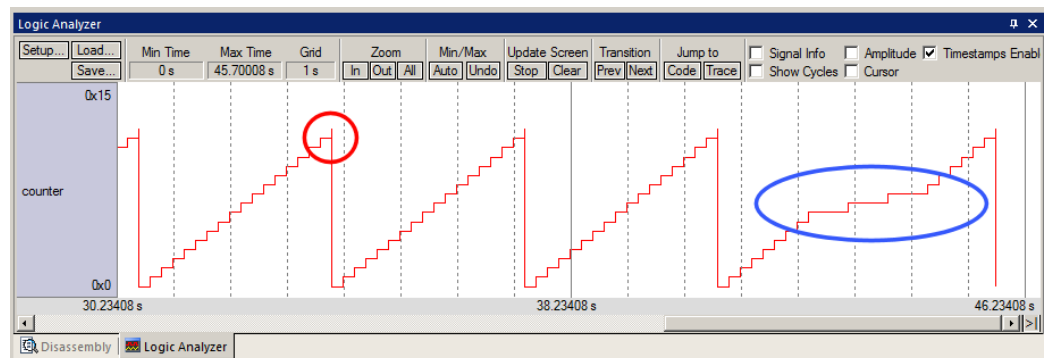 Logic Analyzer
Setup... Load... Min Time Max Time Grid Zoom Min/Max Update Screen Transition Jump to Signal Info Amplitude Timestamps Enabl
Save... 0 s 45.70008 s 1 s In Out All Auto Undo Stop Clear Prev Next Code Trace Show Cycles Cursor
0x15
counter
0x0
30.23408 s 38.23408 s 46.23408 s
Disassembly Logic Analyzer